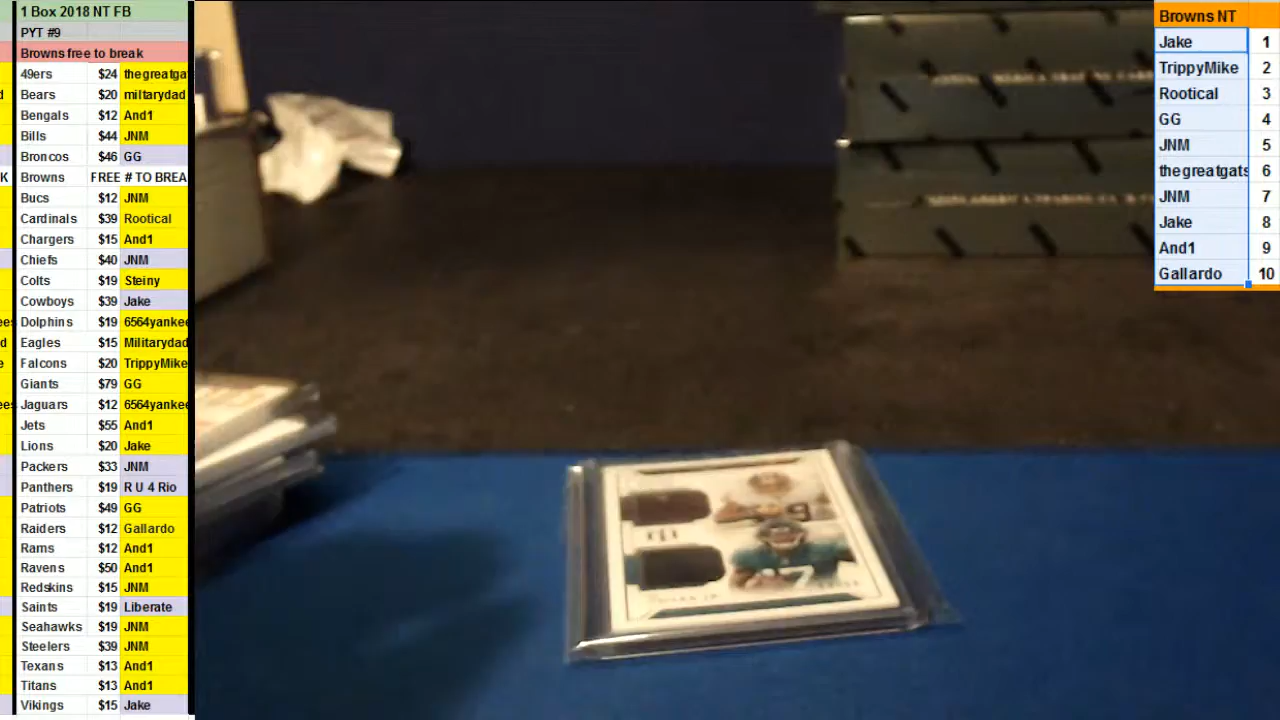 1 Box 2018 NT FB
PYT #9
Browns free to break
49ers $24 thegreatga
Bears $20 miltarydad
Bengals $12 And1
Bills $44 JNM
Broncos $46 GG
Browns FREE # TO BREA
Bucs $12 JNM
Cardinals $39 Rootical
Chargers $15 And1
Chiefs $40 JNM
Colts $19 Steiny
Cowboys $39 Jake
Dolphins $19 6564yankee
Eagles $15 Militarydad
Falcons $20 TrippyMike
Giants $79 GG
Jaguars $12 6564yankee
Jets $55 And1
Lions $20 Jake
Packers $33 JNM
Panthers $19 R U 4 Rio
Patriots $49 GG
Raiders $12 Gallardo
Rams $12 And1
Ravens $50 And1
Redskins $15 JNM
Saints $19 Liberate
Seahawks $19 JNM
Steelers $39 JNM
Texans $13 And1
Titans $13 And1
Vikings $15 Jake
Browns NT
Jake 1
TrippyMike 2
Rootical 3
GG 4
JNM 5
thegreatgats 6
JNM 7
Jake 8
And1 9
Gallardo 10